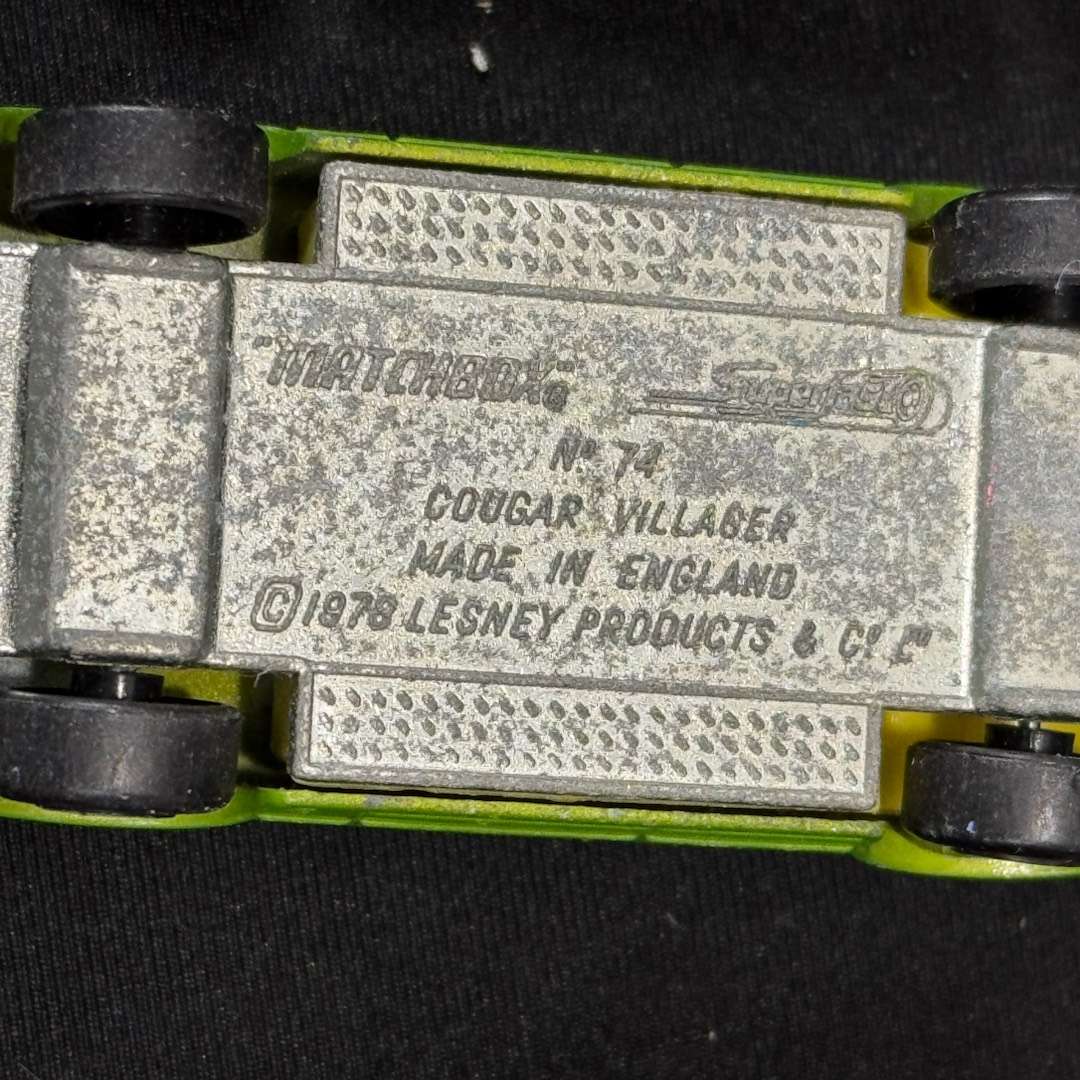 "MATCHBOX"® Superfast
Nº 74
COUGAR VILLAGER
MADE IN ENGLAND
©1978 LESNEY PRODUCTS & Cº Lᵗᵈ